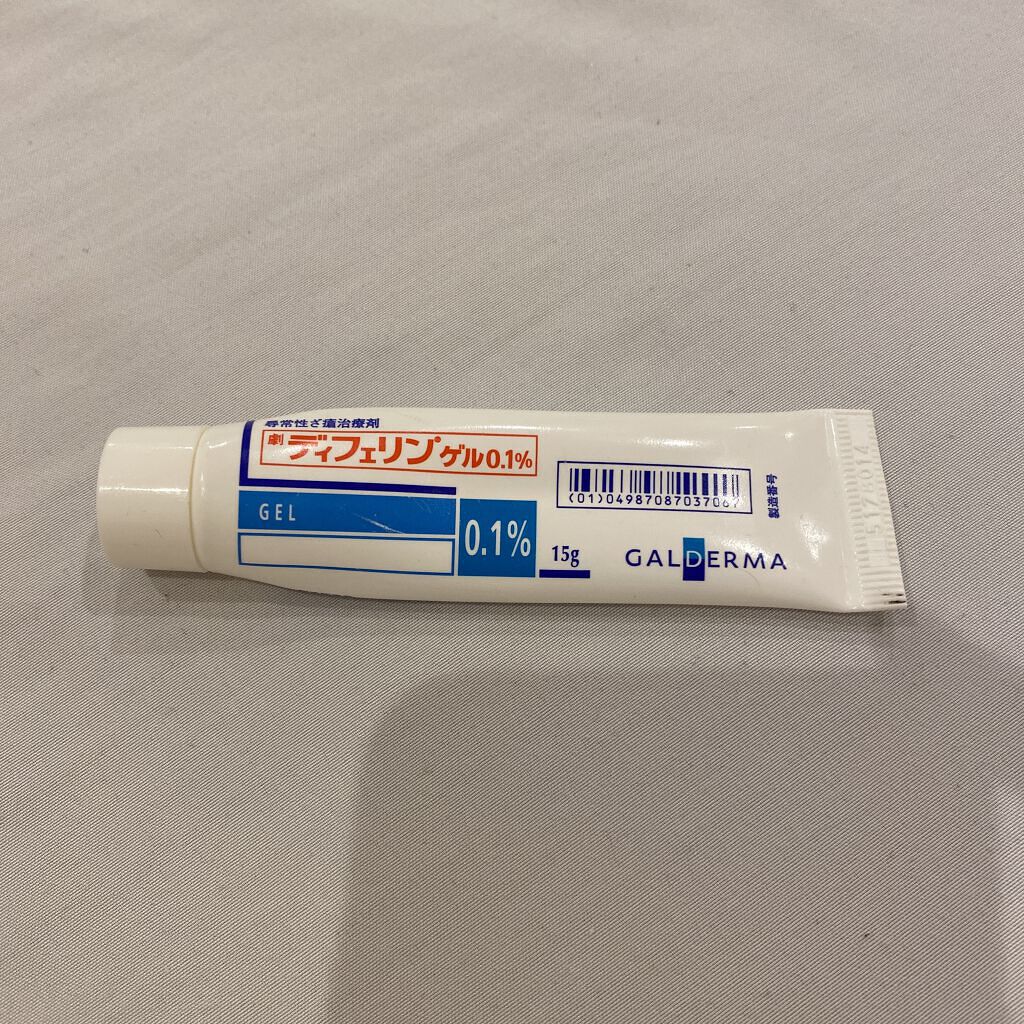 尋常性ざ瘡治療剤
劇 ディフェリンゲル0.1%
GEL
0.1%
15g
(01)04987087037067
製造番号
GALDERMA